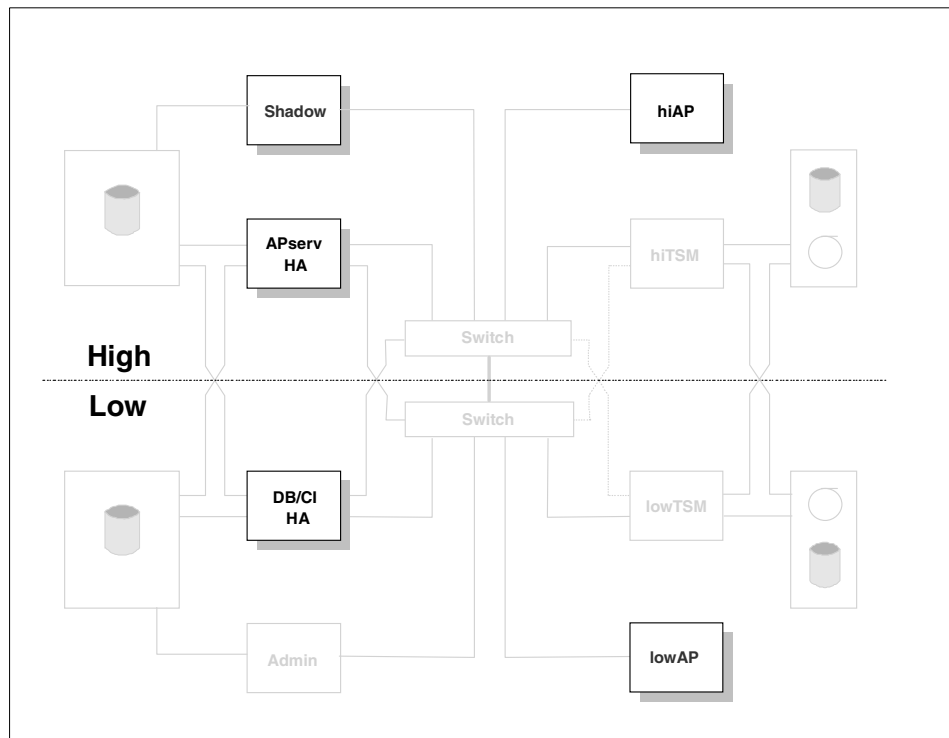 Shadow
hiAP
APserv
HA
hiTSM
Switch
High
Low
Switch
DB/CI
HA
lowTSM
Admin
lowAP